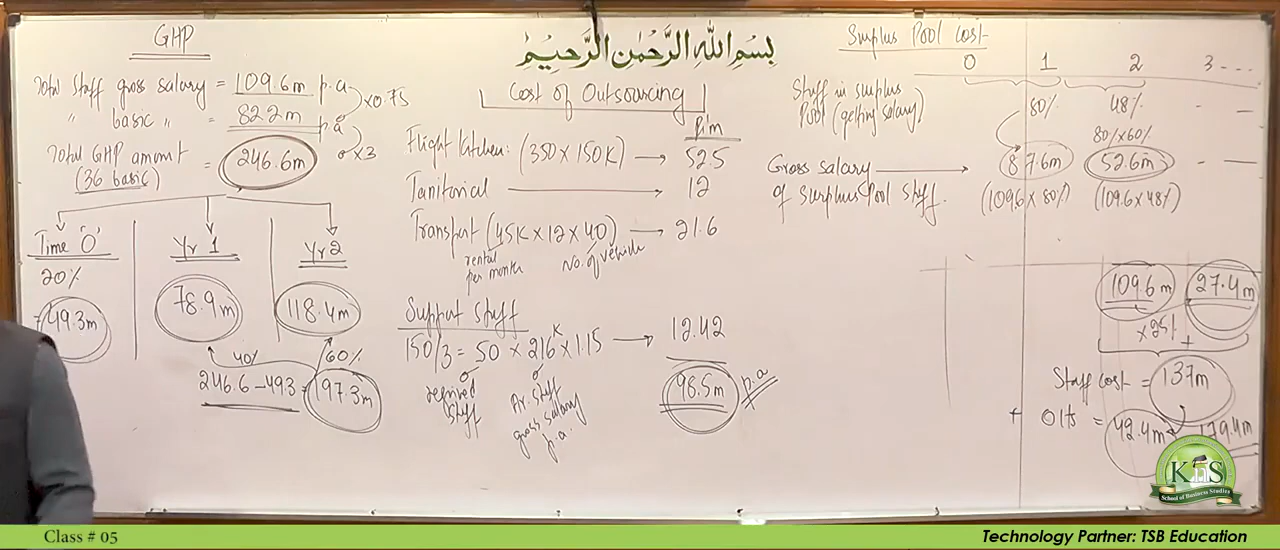 GHP
Total Staff gross salary = 109.6m p.a
" basic " = 82.2m p.a
×0.75
×3
Total GHP amount = 246.6m
(36 basic)
Time 'O'
20%
=49.3m
Yr 1
78.9m
Yr 2
118.4m
40%
60%
246.6 - 49.3 = 197.3m
بِسْمِ اللّٰهِ الرَّحْمٰنِ الرَّحِيْمِ
Cost of Outsourcing
P'm
Flight kitchen: (350 × 150K) → 52.5
Janitorial → 12
Transport (45K × 12 × 40) → 21.6
rental per month
No. of vehicle
Support Staff
150/3 = 50 × 216K × 1.15 → 12.42
required staff
Av. staff gross salary p.a.
98.5m p.a
Surplus Pool Cost
0 1 2 3 ----
Staff in surplus 80% 48% - -
Pool (getting salary)
80%×60%
Gross salary → 87.6m 52.6m - -
of Surplus Pool Staff. (109.6 × 80%) (109.6 × 48%)
109.6m 27.4m
×25%
+
Staff cost = 137m
+ O/ts = 42.4m 179.4m
KnS
School of Business Studies
Class # 05
Technology Partner: TSB Education